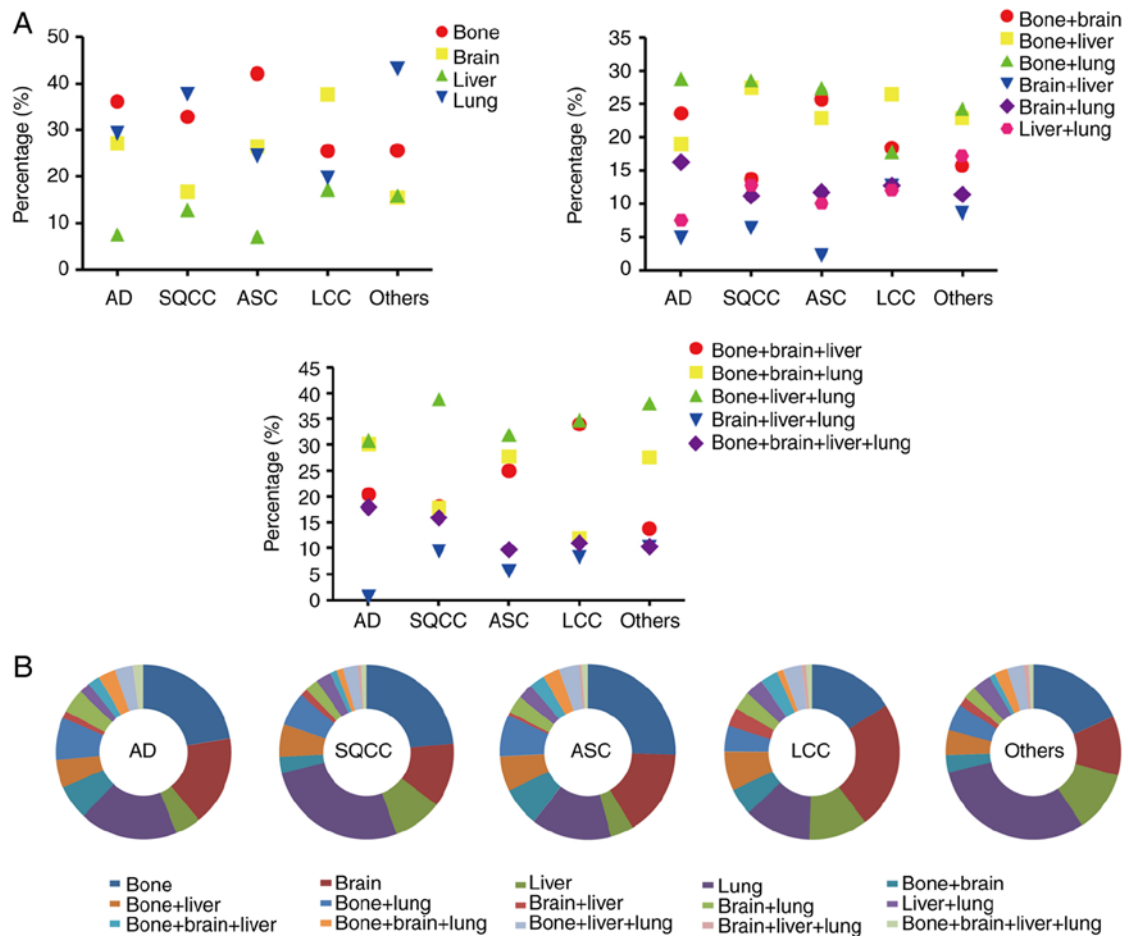 A
50
40
30
20
10
0
Percentage (%)
AD SQCC ASC LCC Others
Bone
Brain
Liver
Lung
35
30
25
20
15
10
5
0
Percentage (%)
AD SQCC ASC LCC Others
Bone+brain
Bone+liver
Bone+lung
Brain+liver
Brain+lung
Liver+lung
45
40
35
30
25
20
15
10
5
0
Percentage (%)
AD SQCC ASC LCC Others
Bone+brain+liver
Bone+brain+lung
Bone+liver+lung
Brain+liver+lung
Bone+brain+liver+lung
B
AD SQCC ASC LCC Others
Bone Brain Liver Lung Bone+brain
Bone+liver Bone+lung Brain+liver Brain+lung Liver+lung
Bone+brain+liver Bone+brain+lung Bone+liver+lung Brain+liver+lung Bone+brain+liver+lung